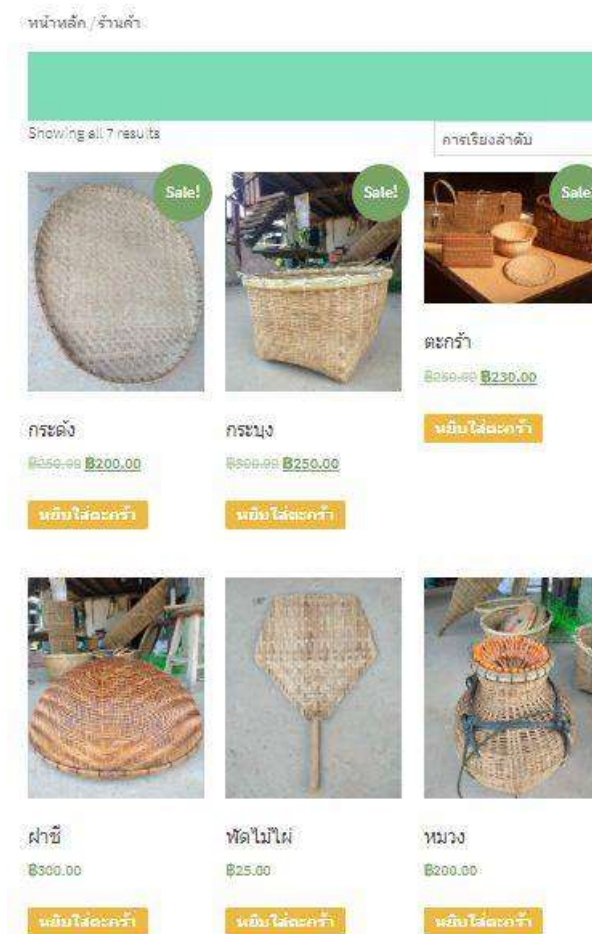 หน้าหลัก / ร้านค้า
Showing all 7 results
การเรียงลำดับ
Sale!
Sale!
Sale!
ตะกร้า
฿250.00 ฿230.00
หยิบใส่ตะกร้า
กระด้ง
กระบุง
฿250.00 ฿200.00
฿300.00 ฿250.00
หยิบใส่ตะกร้า
หยิบใส่ตะกร้า
ฝาชี
พัดไม้ไผ่
หมวง
฿300.00
฿25.00
฿200.00
หยิบใส่ตะกร้า
หยิบใส่ตะกร้า
หยิบใส่ตะกร้า